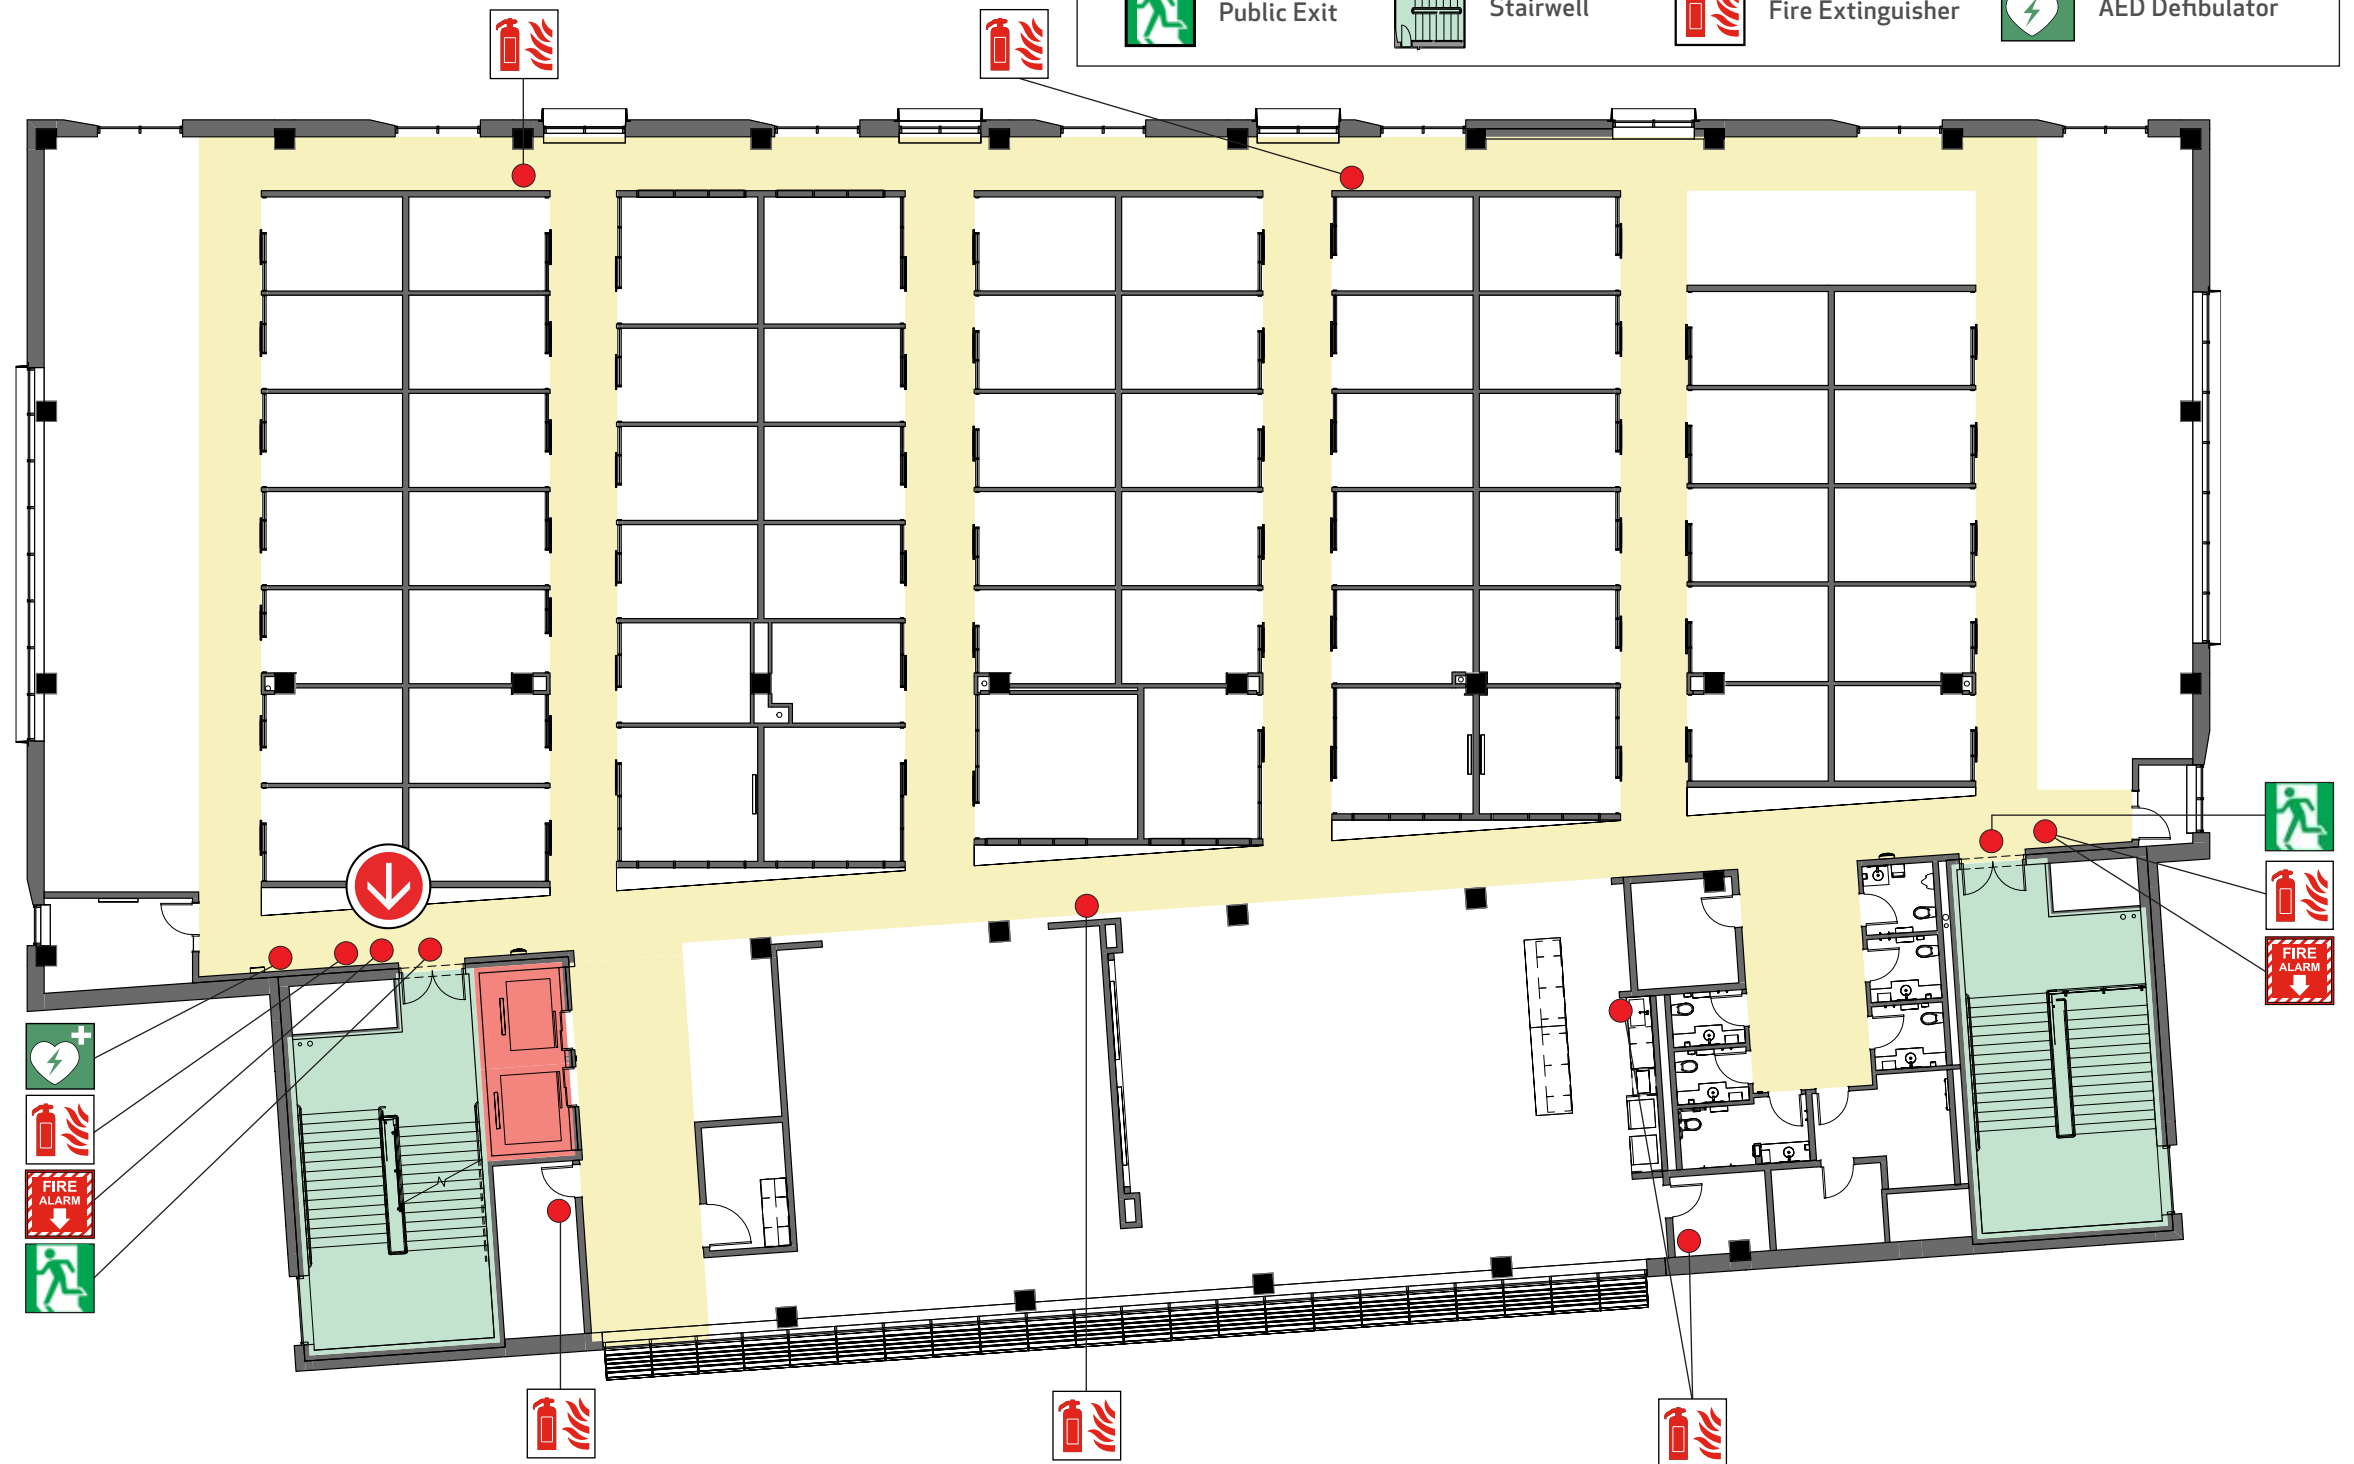 Public Exit
Stairwell
Fire Extinguisher
AED Defibulator
FIRE
ALARM
FIRE
ALARM